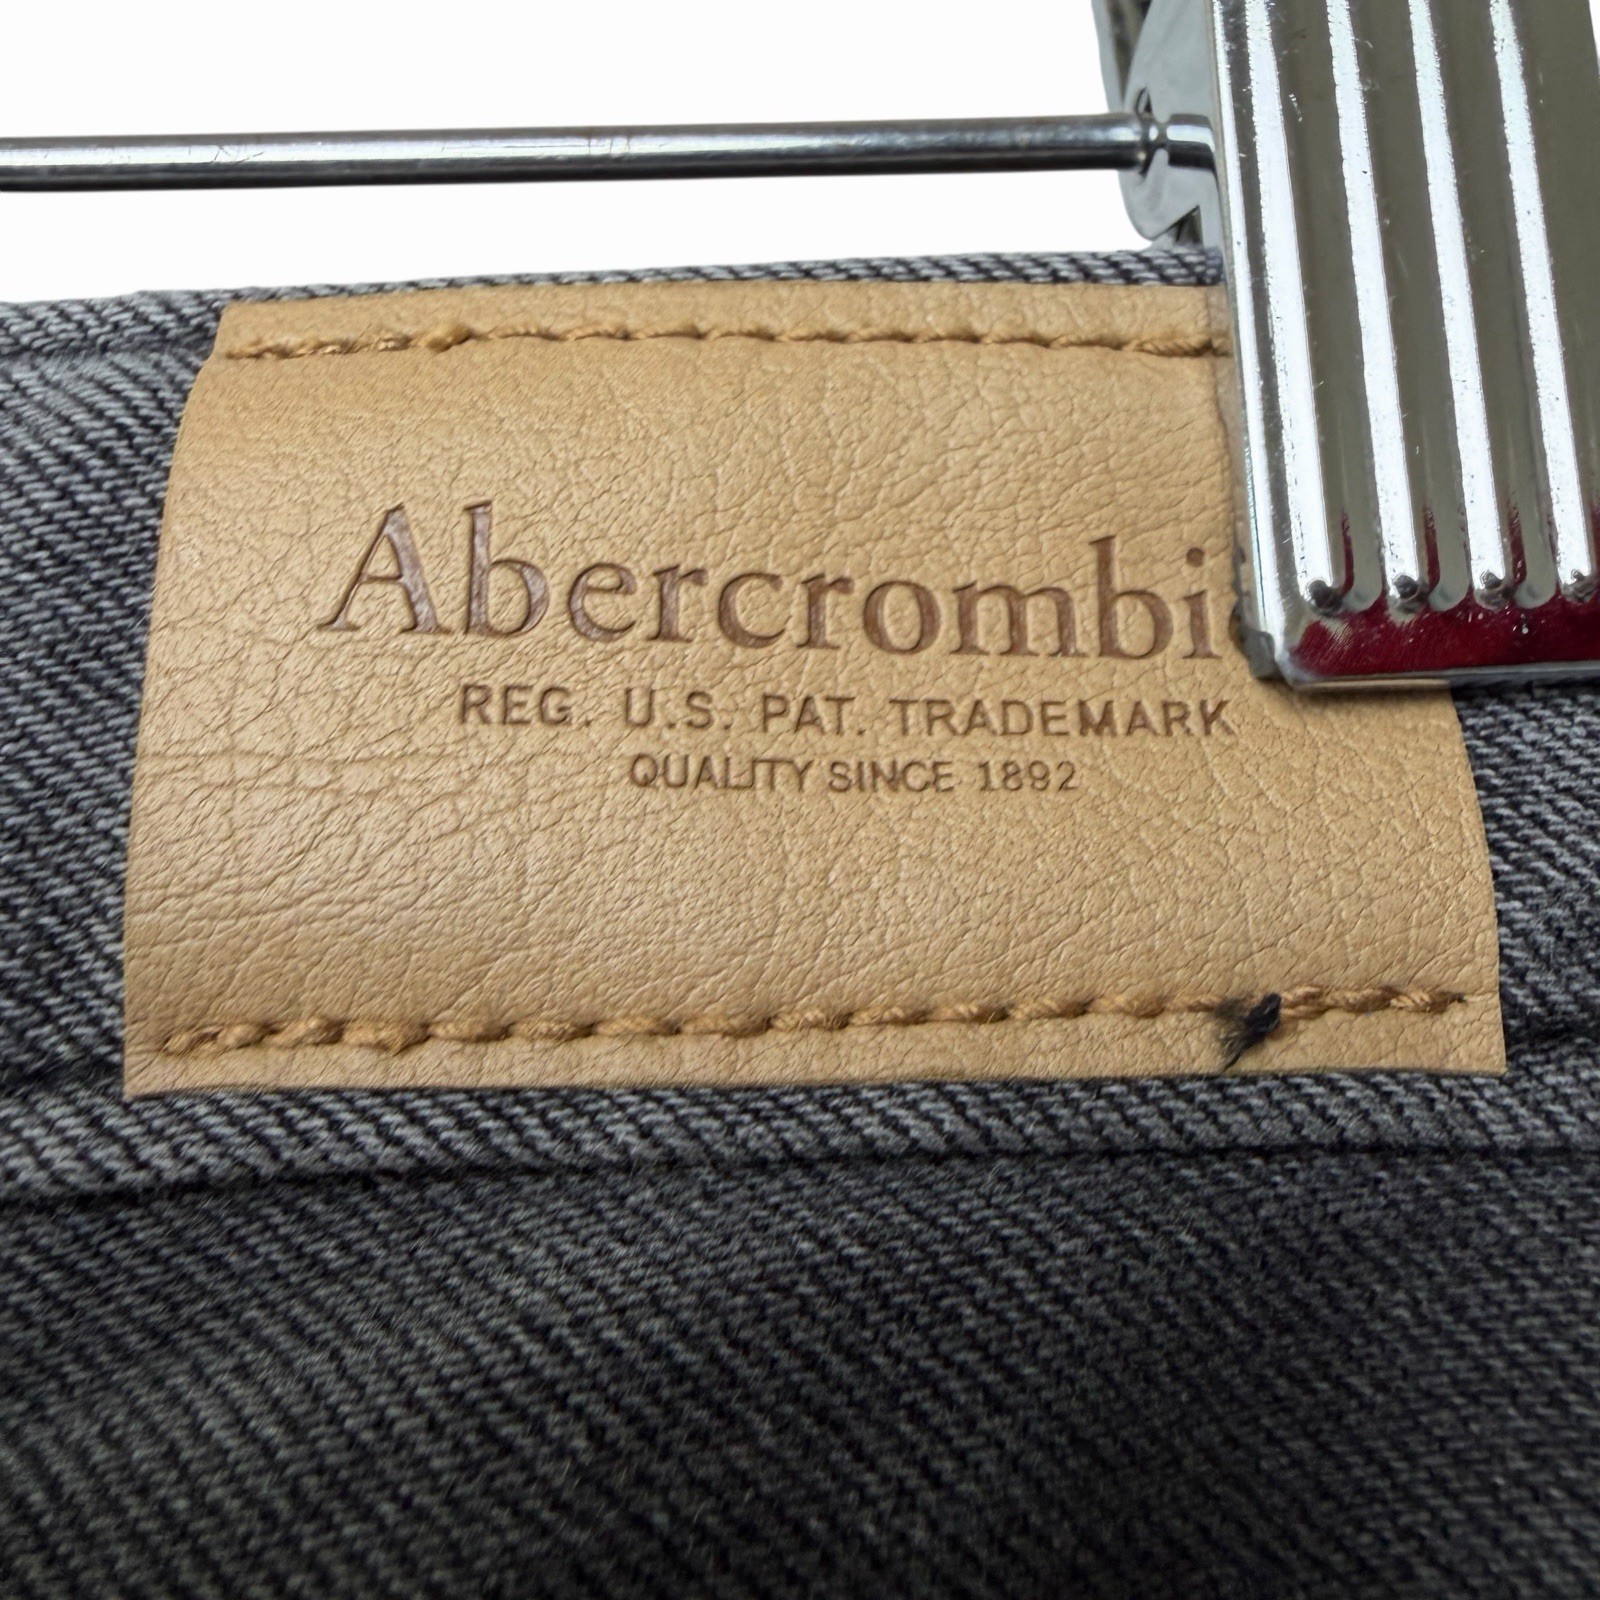 Abercrombi
REG. U.S. PAT. TRADEMARK
QUALITY SINCE 1892